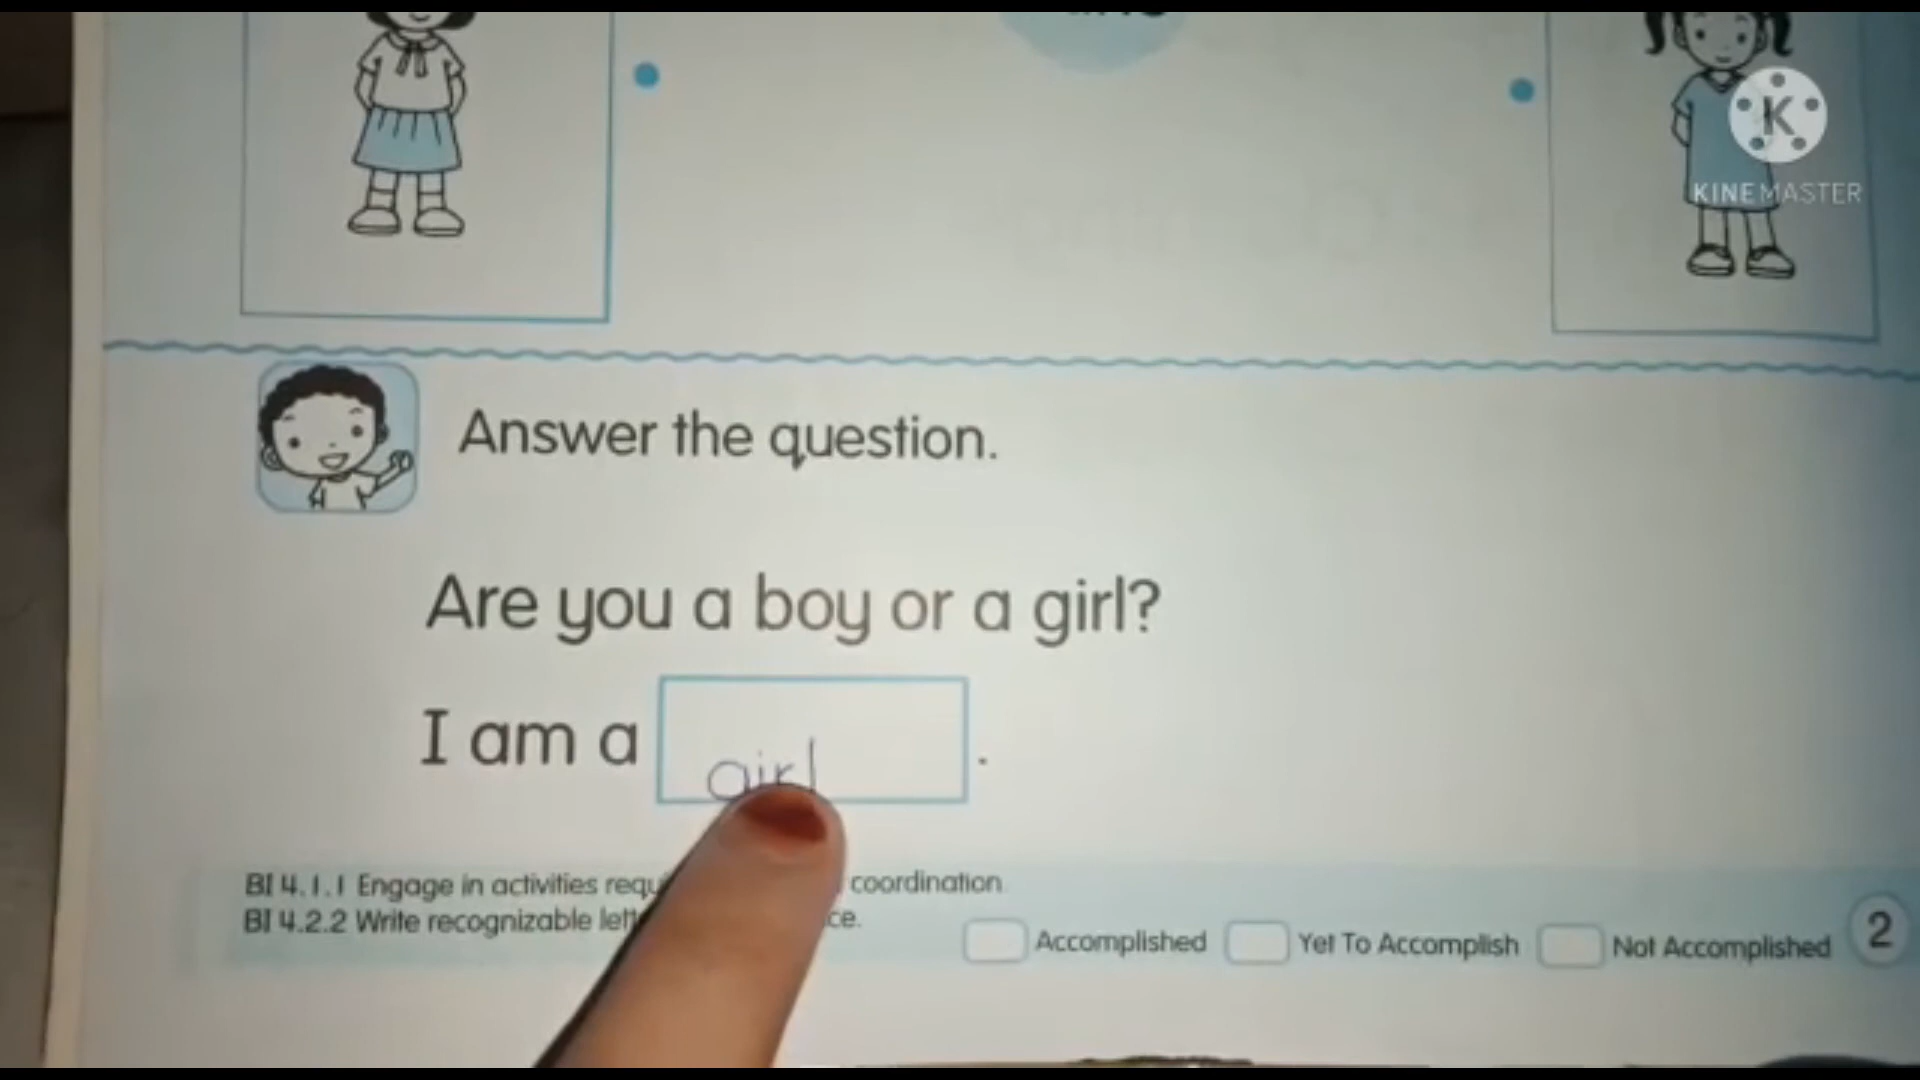 K
KINEMASTER
Answer the question.
Are you a boy or a girl?
I am a girl .
BI 4.1.1 Engage in activities coordination
BI 4.2.2 Write recognizable
Accomplished Yet To Accomplish Not Accomplished 2